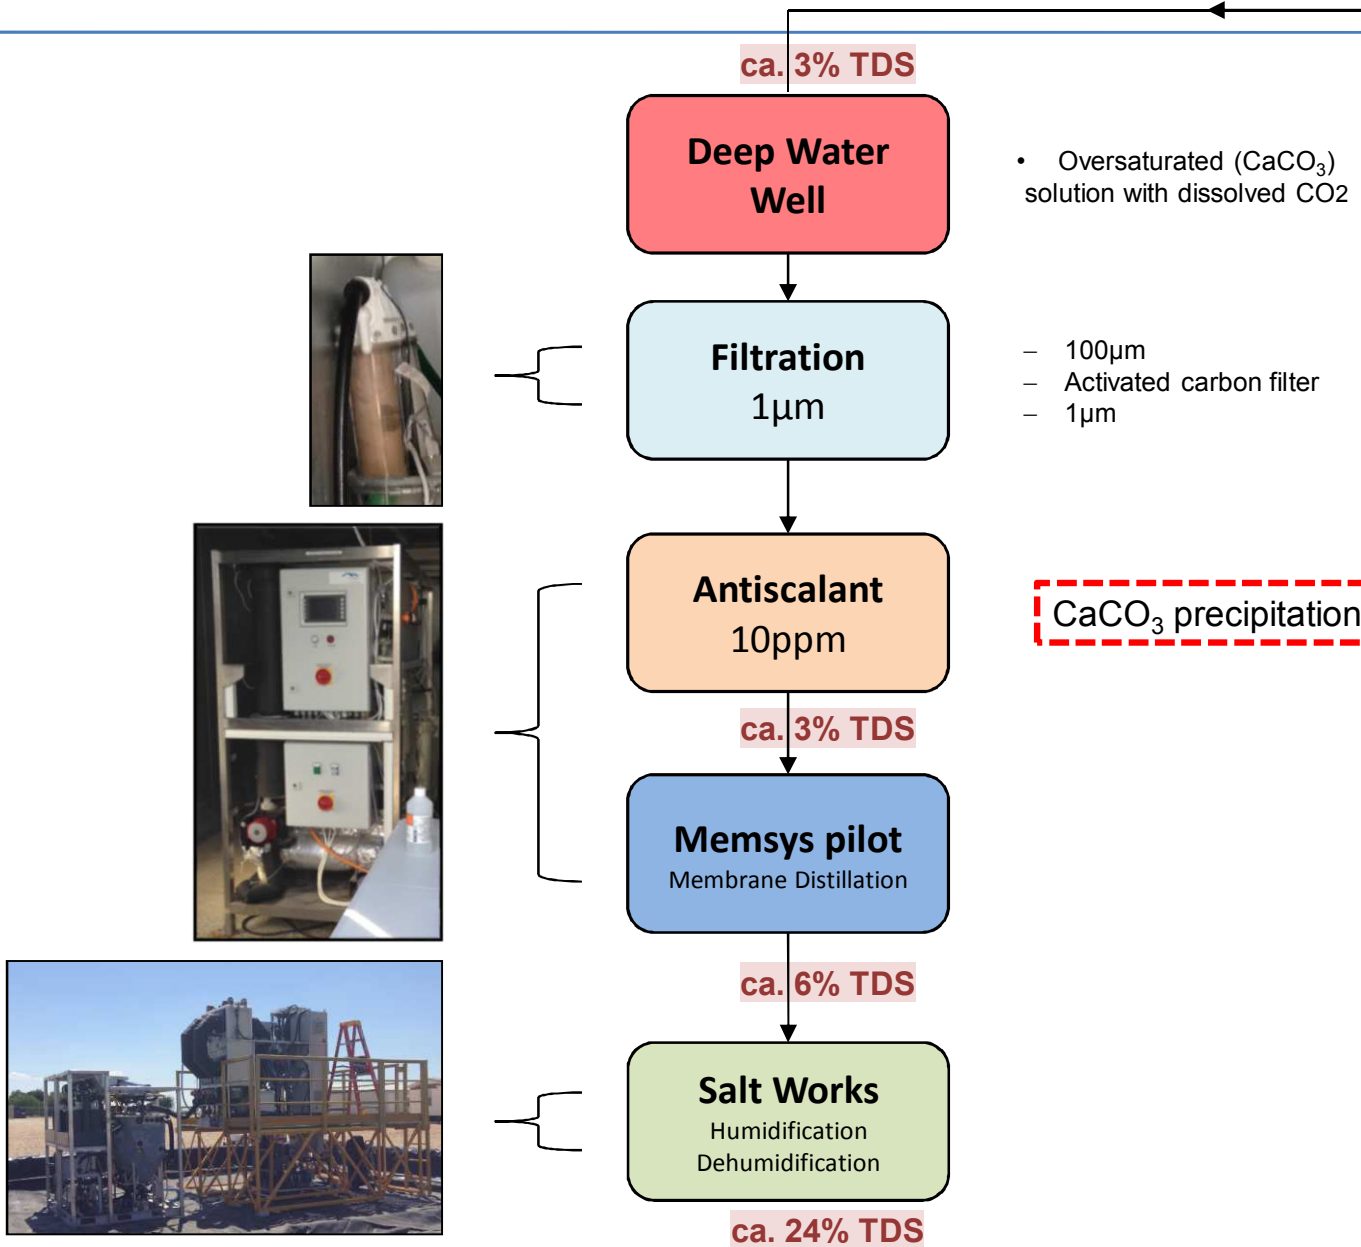 ca. 3% TDS
Deep Water
Well
• Oversaturated (CaCO₃)
solution with dissolved CO2
Filtration
1µm
– 100µm
– Activated carbon filter
– 1µm
Antiscalant
10ppm
CaCO₃ precipitation
ca. 3% TDS
Memsys pilot
Membrane Distillation
ca. 6% TDS
Salt Works
Humidification
Dehumidification
ca. 24% TDS